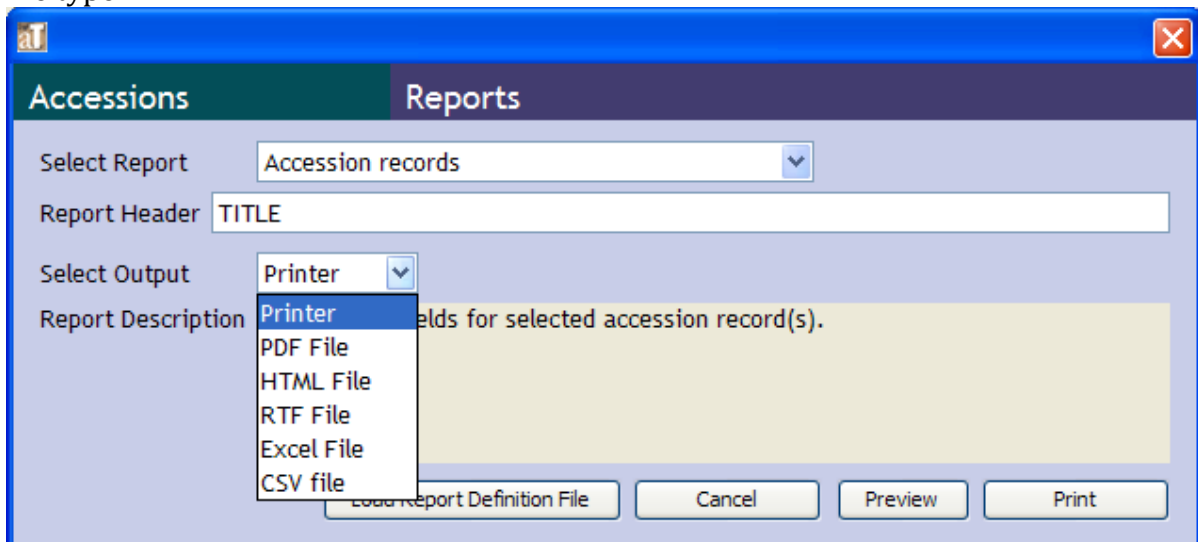 aT
Accessions Reports
Select Report Accession records
Report Header TITLE
Select Output Printer
Report Description Printer elds for selected accession record(s).
PDF File
HTML File
RTF File
Excel File
CSV file
Report Definition File Cancel Preview Print